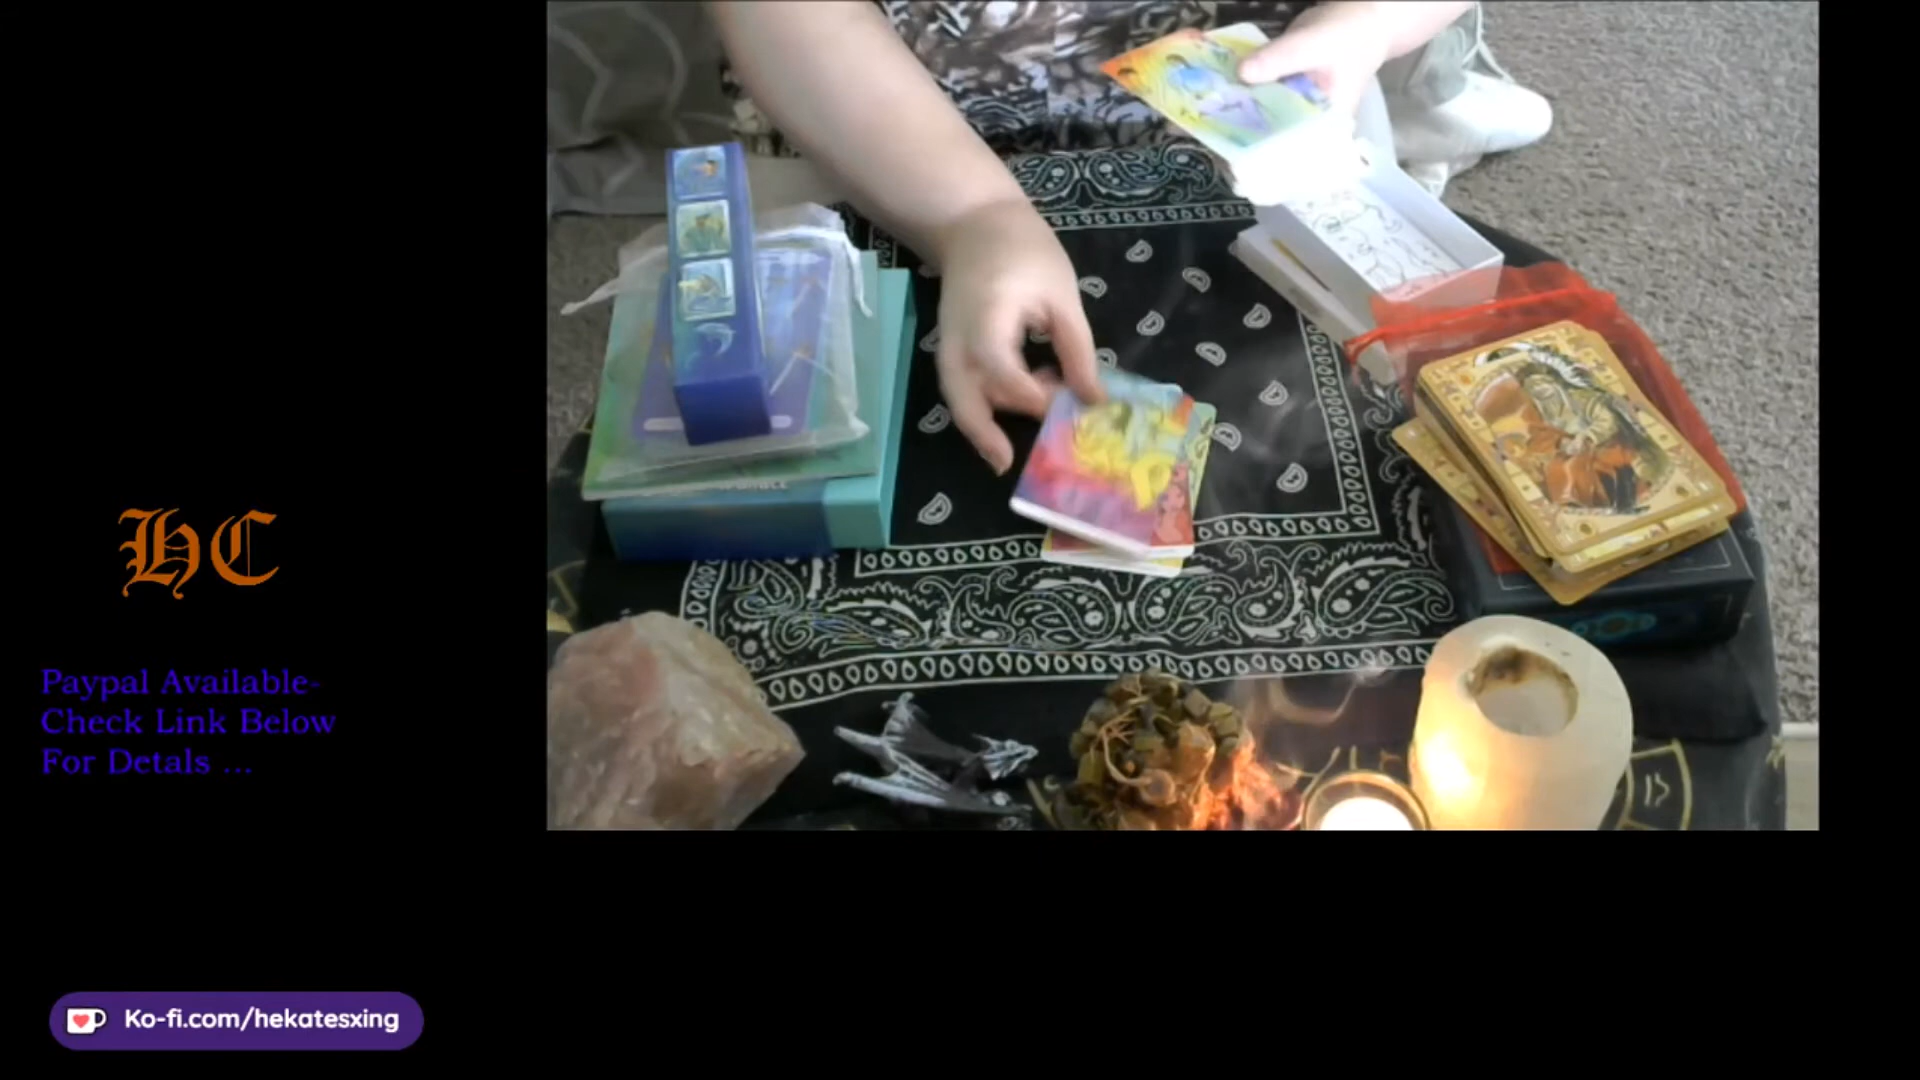 HC
Paypal Available-
Check Link Below
For Detals ...
Ko-fi.com/hekatesxing